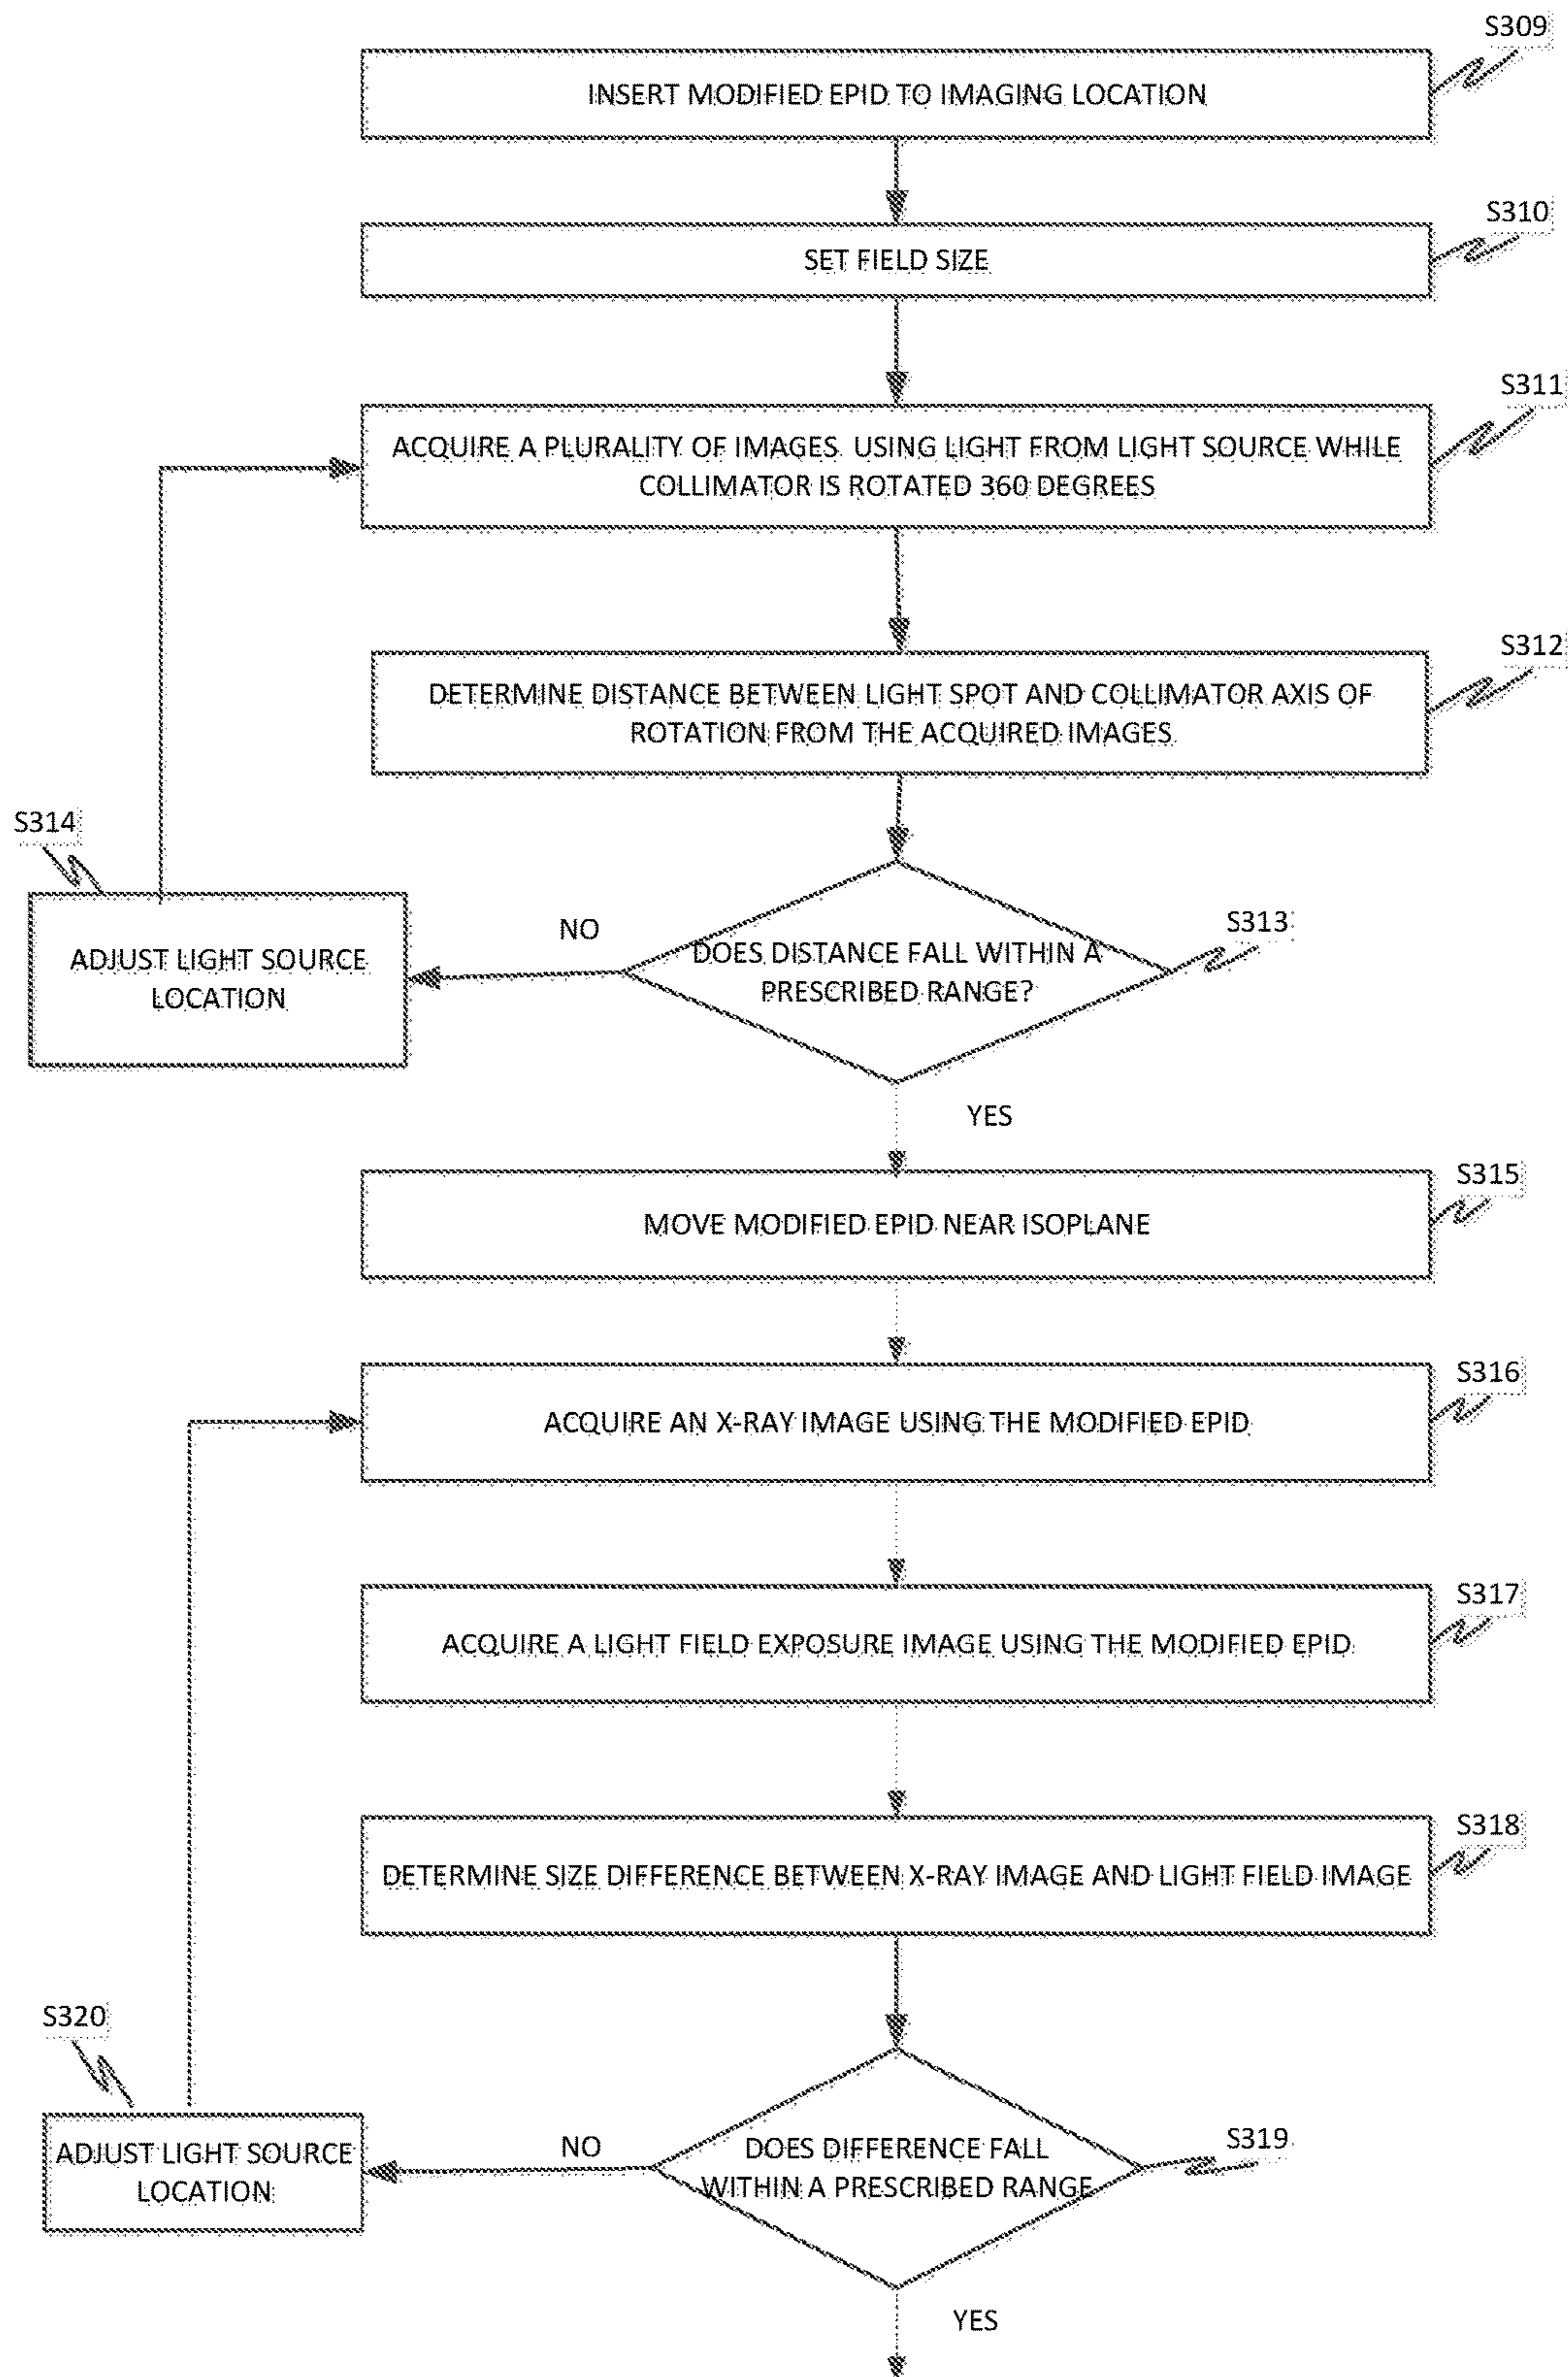 S309
INSERT MODIFIED EPID TO IMAGING LOCATION
S310
SET FIELD SIZE
S311
ACQUIRE A PLURALITY OF IMAGES USING LIGHT FROM LIGHT SOURCE WHILE
COLLIMATOR IS ROTATED 360 DEGREES
S312
DETERMINE DISTANCE BETWEEN LIGHT SPOT AND COLLIMATOR AXIS OF
ROTATION FROM THE ACQUIRED IMAGES.
S314
ADJUST LIGHT SOURCE
LOCATION
NO
S313
DOES DISTANCE FALL WITHIN A
PRESCRIBED RANGE?
YES
S315
MOVE MODIFIED EPID NEAR ISOPLANE
S316
ACQUIRE AN X-RAY IMAGE USING THE MODIFIED EPID
S317
ACQUIRE A LIGHT FIELD EXPOSURE IMAGE USING THE MODIFIED EPID
S318
DETERMINE SIZE DIFFERENCE BETWEEN X-RAY IMAGE AND LIGHT FIELD IMAGE
S320
ADJUST LIGHT SOURCE
LOCATION
NO
S319
DOES DIFFERENCE FALL
WITHIN A PRESCRIBED RANGE
YES